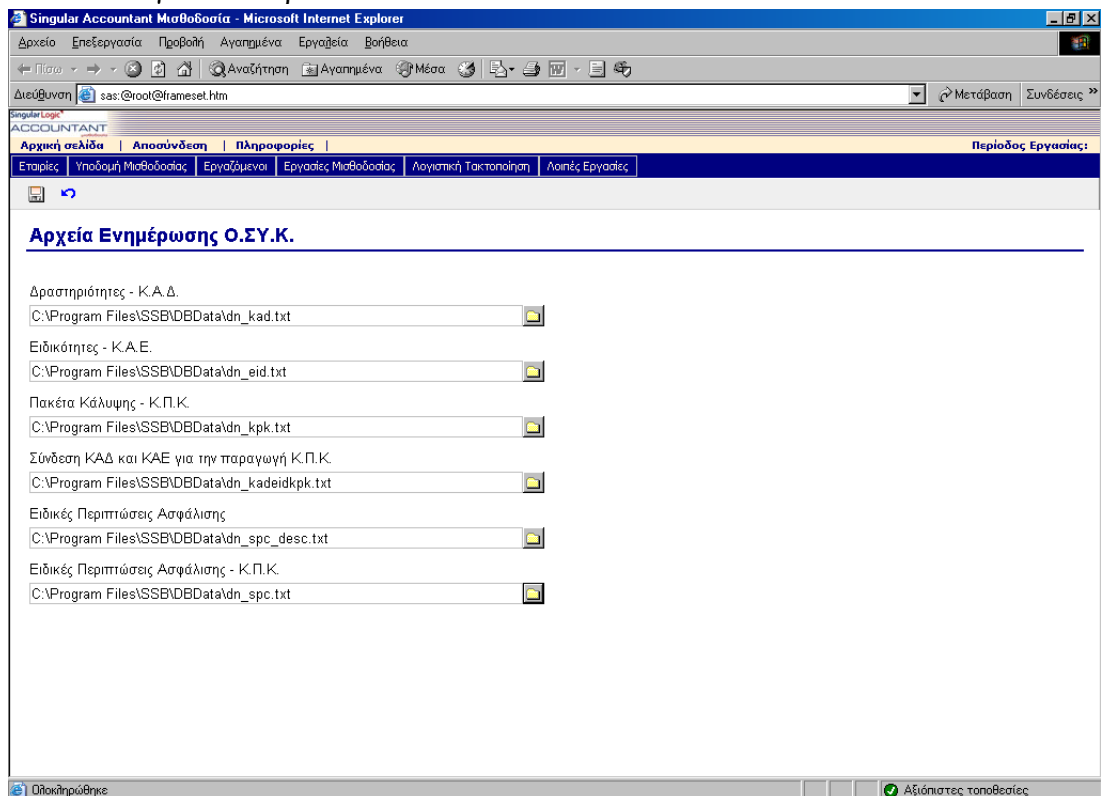 Singular Accountant Μισθοδοσία - Microsoft Internet Explorer
Αρχείο Επεξεργασία Προβολή Αγαπημένα Εργαλεία Βοήθεια
Πίσω Αναζήτηση Αγαπημένα Μέσα
Διεύθυνση sas:@root@frameset.htm Μετάβαση Συνδέσεις »
SingularLogic
ACCOUNTANT
Αρχική σελίδα | Αποσύνδεση | Πληροφορίες | Περίοδος Εργασίας:
Εταιρίες Υποδομή Μισθοδοσίας Εργαζόμενοι Εργασίες Μισθοδοσίας Λογιστική Τακτοποίηση Λοιπές Εργασίες
Αρχεία Ενημέρωσης Ο.ΣΥ.Κ.
Δραστηριότητες - Κ.Α.Δ.
C:\Program Files\SSB\DBData\dn_kad.txt
Ειδικότητες - Κ.Α.Ε.
C:\Program Files\SSB\DBData\dn_eid.txt
Πακέτα Κάλυψης - Κ.Π.Κ.
C:\Program Files\SSB\DBData\dn_kpk.txt
Σύνδεση ΚΑΔ και ΚΑΕ για την παραγωγή Κ.Π.Κ.
C:\Program Files\SSB\DBData\dn_kadeidkpk.txt
Ειδικές Περιπτώσεις Ασφάλισης
C:\Program Files\SSB\DBData\dn_spc_desc.txt
Ειδικές Περιπτώσεις Ασφάλισης - Κ.Π.Κ.
C:\Program Files\SSB\DBData\dn_spc.txt
Ολοκληρώθηκε Αξιόπιστες τοποθεσίες